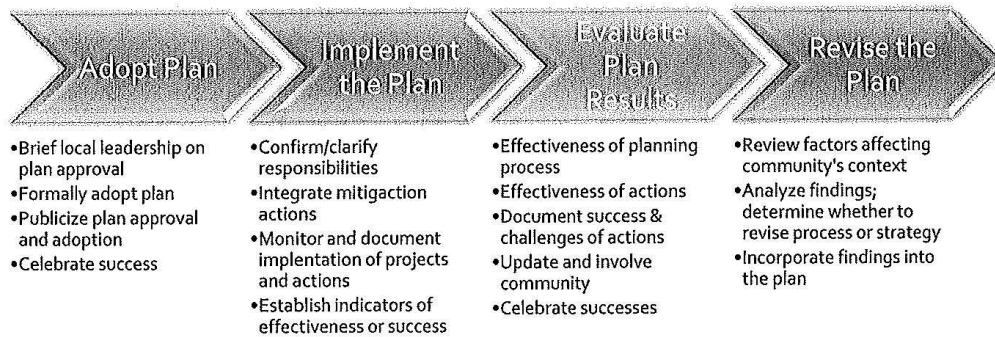 Adopt Plan
Implement
the Plan
Evaluate
Plan
Results
Revise the
Plan
•Brief local leadership on
plan approval
•Formally adopt plan
•Publicize plan approval
and adoption
•Celebrate success
•Confirm/clarify
responsibilities
•Integrate mitigaction
actions
•Monitor and document
implentation of projects
and actions
•Establish indicators of
effectiveness or success
•Effectiveness of planning
process
•Effectiveness of actions
•Document success &
challenges of actions
•Update and involve
community
•Celebrate successes
•Review factors affecting
community's context
•Analyze findings;
determine whether to
revise process or strategy
•Incorporate findings into
the plan